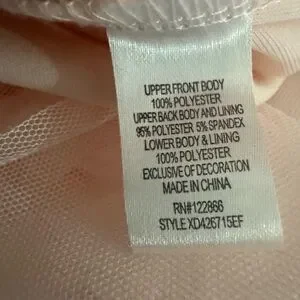 UPPER FRONT BODY
100% POLYESTER
UPPER BACK BODY AND LINING
95% POLYESTER 5% SPANDEX
LOWER BODY & LINING
100% POLYESTER
EXCLUSIVE OF DECORATION
MADE IN CHINA
RN#122866
STYLE XD426715EF